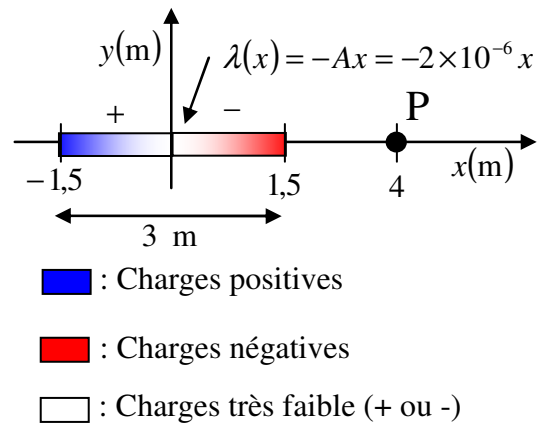 y(m)
λ(x) = −Ax = −2×10⁻⁶ x
+ −
P
−1,5
1,5
4
x(m)
3 m
: Charges positives
: Charges négatives
: Charges très faible (+ ou -)